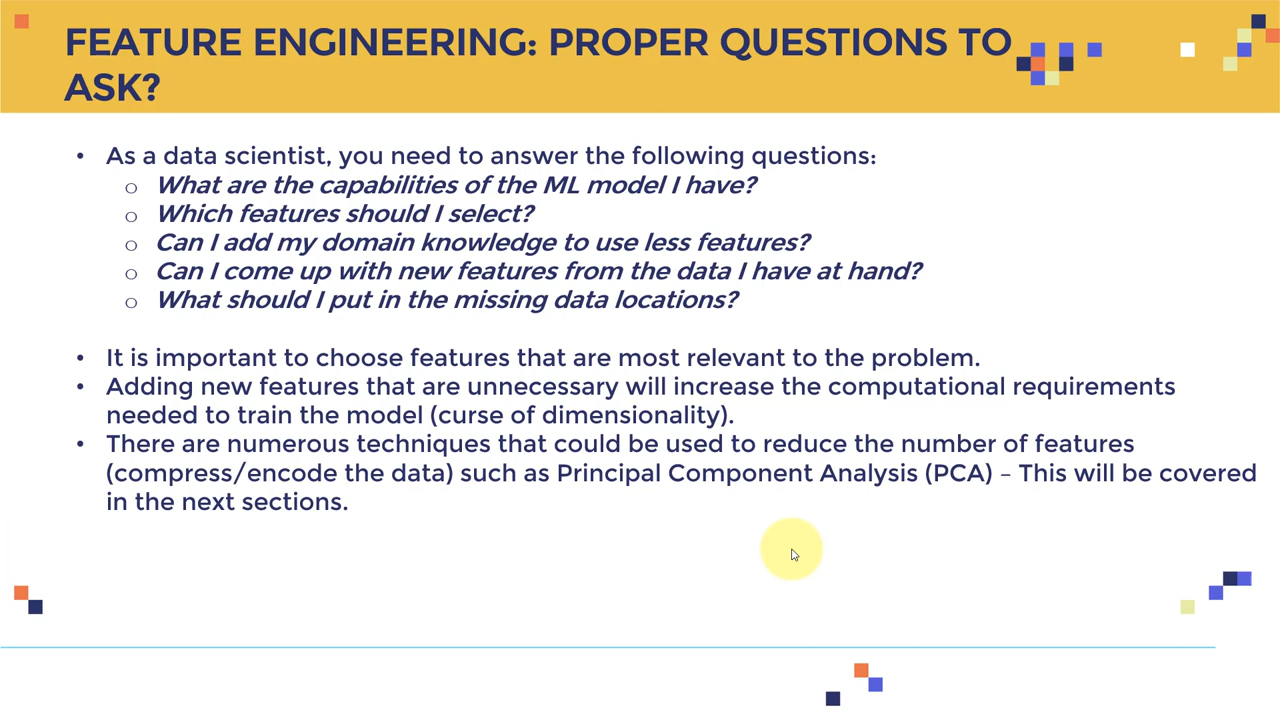 FEATURE ENGINEERING: PROPER QUESTIONS TO
ASK?
• As a data scientist, you need to answer the following questions:
o What are the capabilities of the ML model I have?
o Which features should I select?
o Can I add my domain knowledge to use less features?
o Can I come up with new features from the data I have at hand?
o What should I put in the missing data locations?
• It is important to choose features that are most relevant to the problem.
• Adding new features that are unnecessary will increase the computational requirements
needed to train the model (curse of dimensionality).
• There are numerous techniques that could be used to reduce the number of features
(compress/encode the data) such as Principal Component Analysis (PCA) – This will be covered
in the next sections.